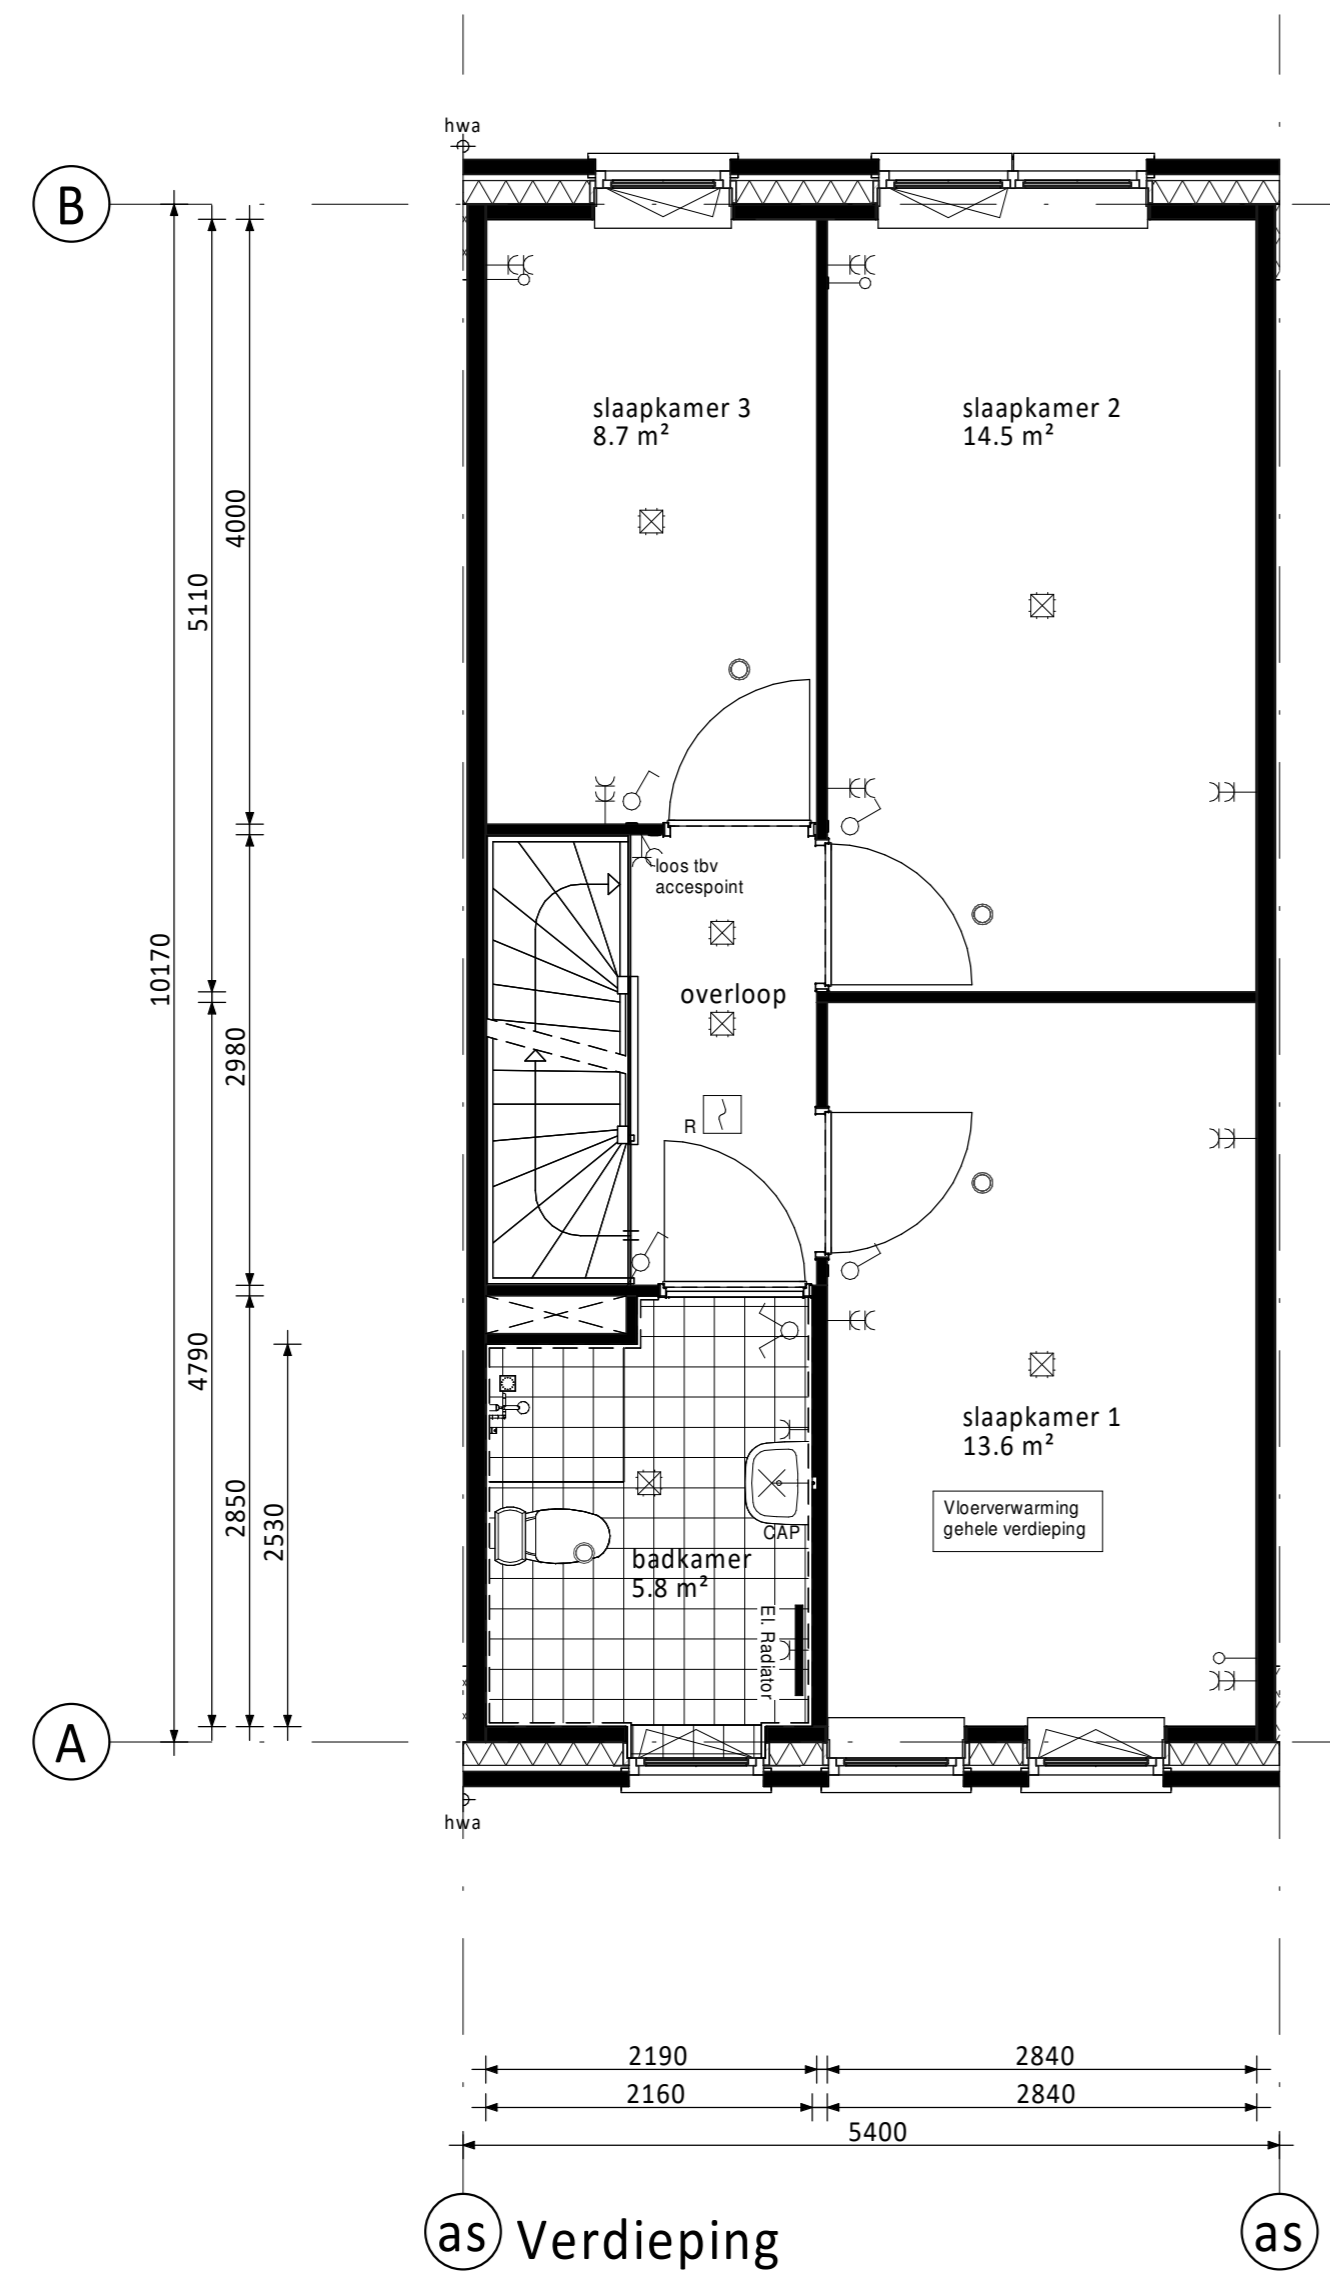 hwa
B
slaapkamer 3
8.7 m²
slaapkamer 2
14.5 m²
4000
5110
10170
2980
4790
2850
2530
loos tbv
accespoint
overloop
R
slaapkamer 1
13.6 m²
Vloerverwarming
gehele verdieping
CAP
badkamer
5.8 m²
El. Radiator
A
hwa
2190
2840
2160
2840
5400
as
Verdieping
as